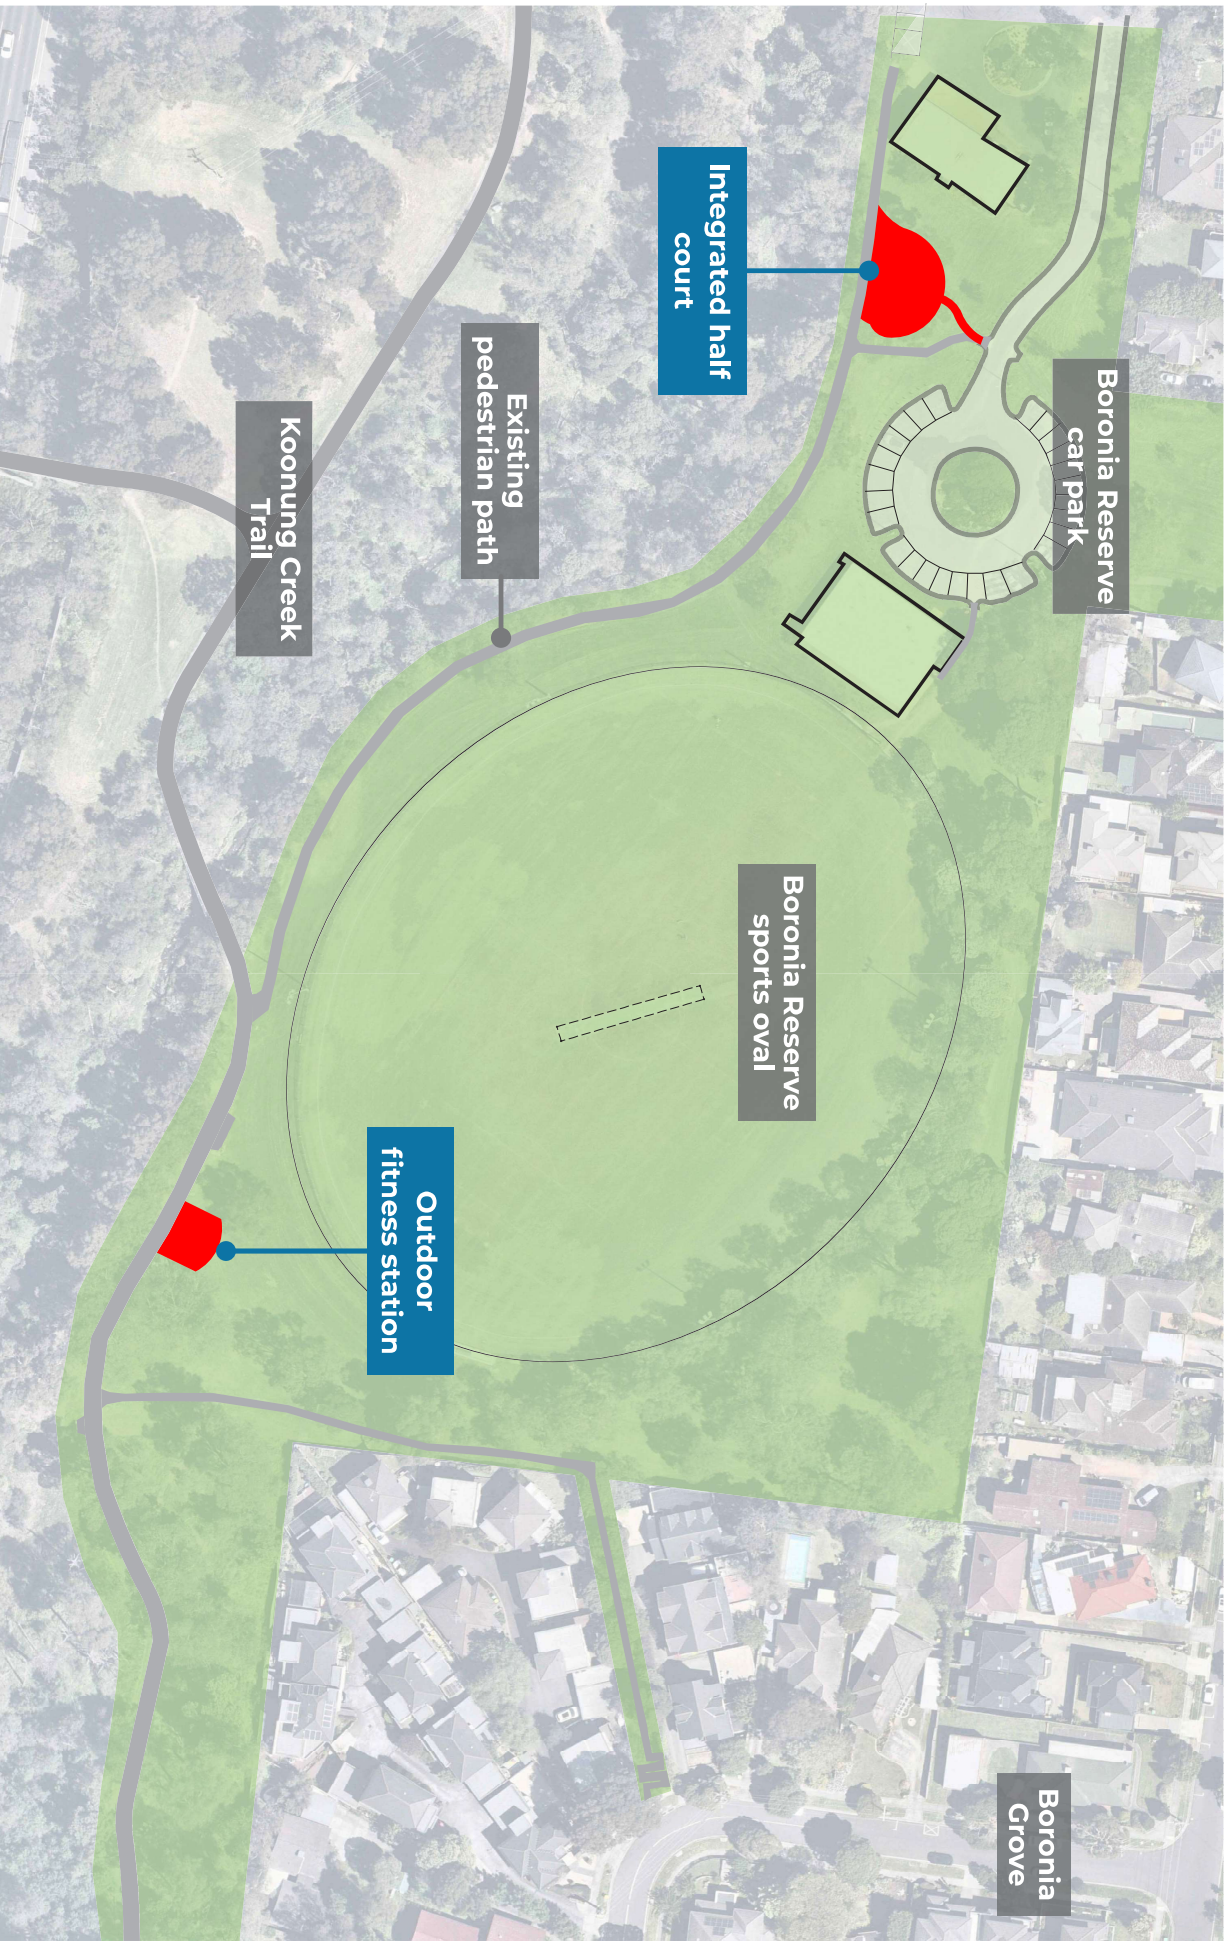 Integrated half
court
Boronia Reserve
car park
Existing
pedestrian path
Koonung Creek
Trail
Boronia Reserve
sports oval
Outdoor
fitness station
Boronia
Grove